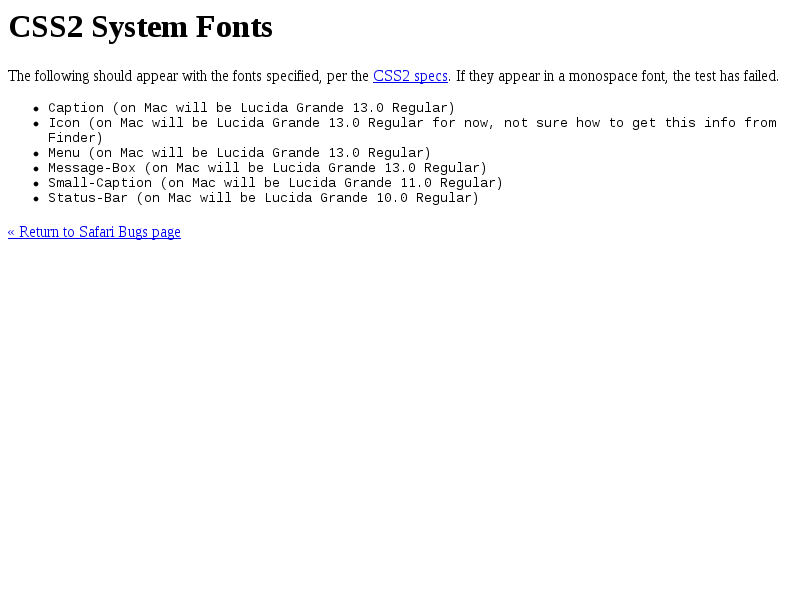 CSS2 System Fonts
The following should appear with the fonts specified, per the CSS2 specs. If they appear in a monospace font, the test has failed.
• Caption (on Mac will be Lucida Grande 13.0 Regular)
• Icon (on Mac will be Lucida Grande 13.0 Regular for now, not sure how to get this info from
Finder)
• Menu (on Mac will be Lucida Grande 13.0 Regular)
• Message-Box (on Mac will be Lucida Grande 13.0 Regular)
• Small-Caption (on Mac will be Lucida Grande 11.0 Regular)
• Status-Bar (on Mac will be Lucida Grande 10.0 Regular)
« Return to Safari Bugs page